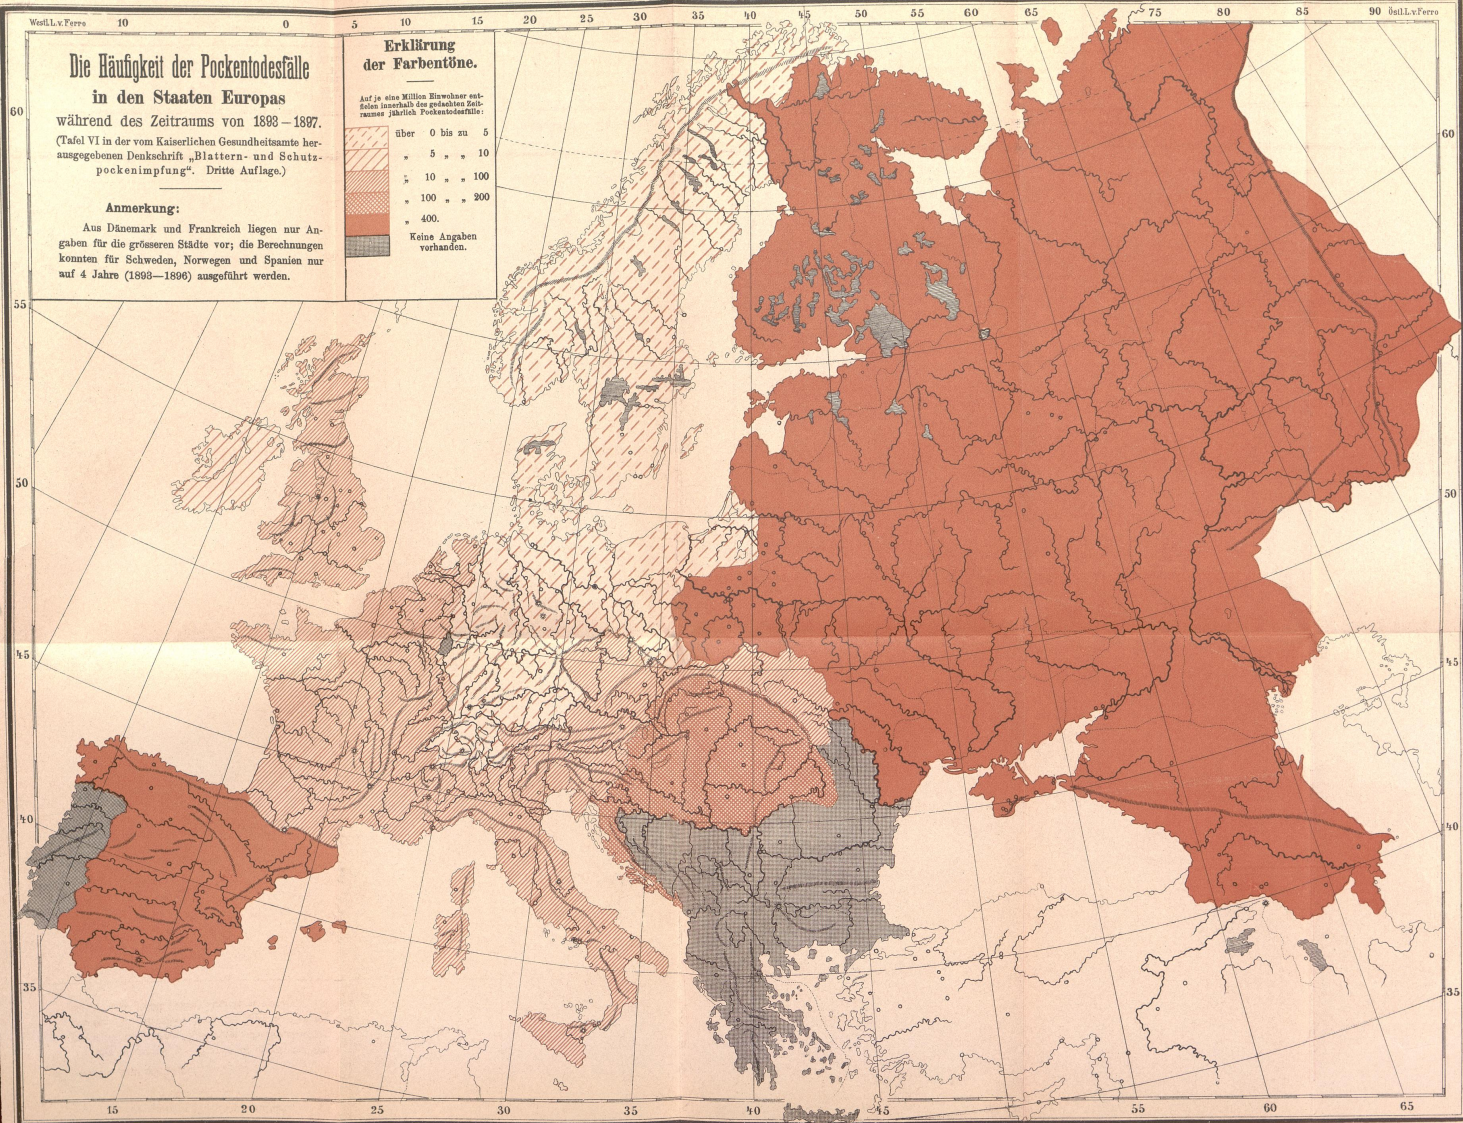 Westl.L.v.Ferro 10 0 5 10 15 20 25 30 35 40 45 50 55 60 65 75 80 85 90 Östl.L.v.Ferro
Die Häufigkeit der Pockentodesfälle
in den Staaten Europas
während des Zeitraums von 1893–1897.
(Tafel VI in der vom Kaiserlichen Gesundheitsamte her-
ausgegebenen Denkschrift „Blattern- und Schutz-
pockenimpfung“. Dritte Auflage.)
Anmerkung:
Aus Dänemark und Frankreich liegen nur An-
gaben für die grösseren Städte vor; die Berechnungen
konnten für Schweden, Norwegen und Spanien nur
auf 4 Jahre (1893—1896) ausgeführt werden.
Erklärung
der Farbentöne.
Auf je eine Million Einwohner ent-
fielen innerhalb des gedachten Zeit-
raumes jährlich Pockentodesfälle:
über 0 bis zu 5
„ 5 „ „ 10
„ 10 „ „ 100
„ 100 „ „ 200
„ 400.
Keine Angaben
vorhanden.
60
55
50
45
40
35
60
50
45
40
35
15 20 25 30 35 40 45 55 60 65